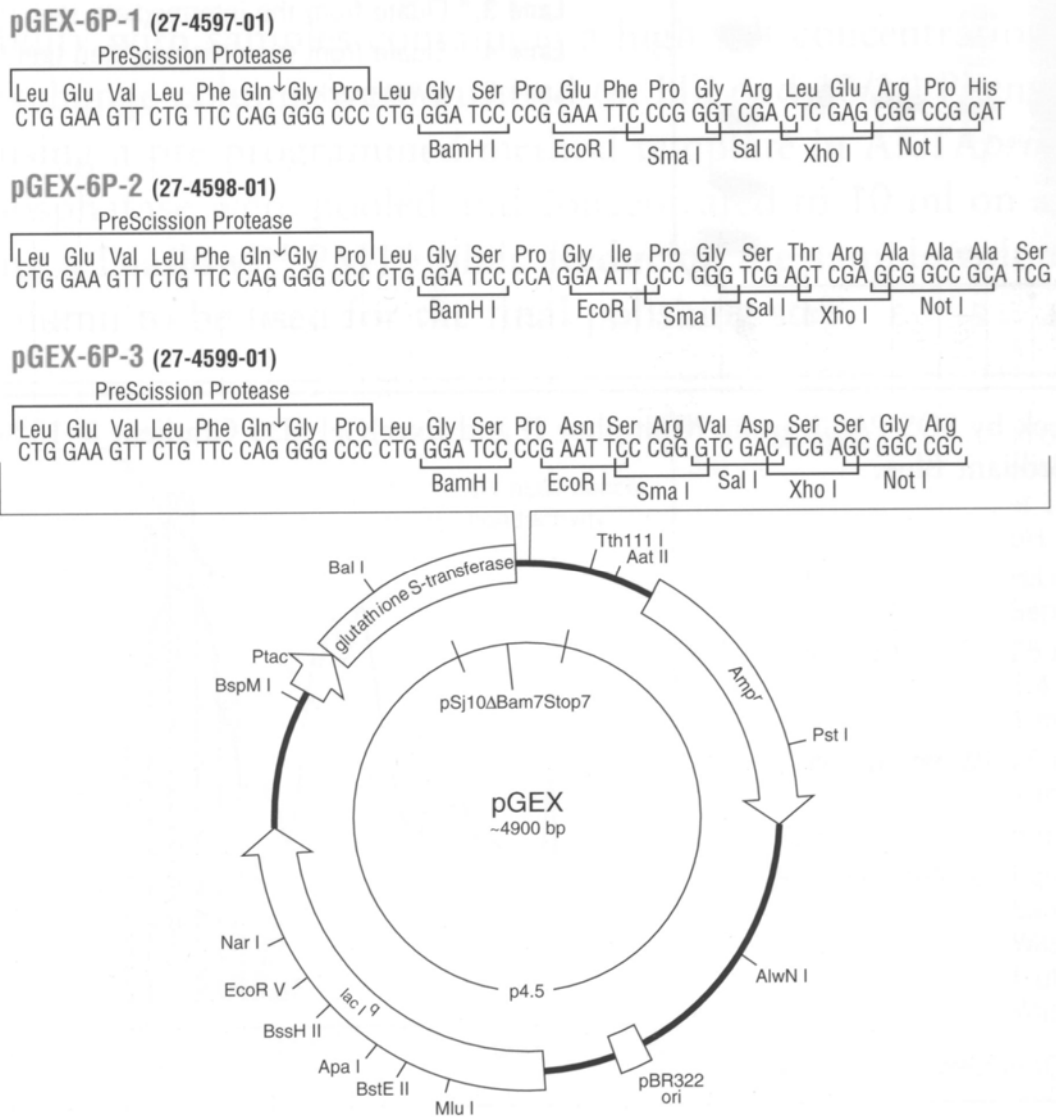 pGEX-6P-1 (27-4597-01)
PreScission Protease
Leu Glu Val Leu Phe Gln↓Gly Pro Leu Gly Ser Pro Glu Phe Pro Gly Arg Leu Glu Arg Pro His
CTG GAA GTT CTG TTC CAG GGG CCC CTG GGA TCC CCG GAA TTC CCG GGT CGA CTC GAG CGG CCG CAT
BamH I EcoR I Sma I Sal I Xho I Not I
pGEX-6P-2 (27-4598-01)
PreScission Protease
Leu Glu Val Leu Phe Gln↓Gly Pro Leu Gly Ser Pro Gly Ile Pro Gly Ser Thr Arg Ala Ala Ala Ser
CTG GAA GTT CTG TTC CAG GGG CCC CTG GGA TCC CCA GGA ATT CCC GGG TCG ACT CGA GCG GCC GCA TCG
BamH I EcoR I Sma I Sal I Xho I Not I
pGEX-6P-3 (27-4599-01)
PreScission Protease
Leu Glu Val Leu Phe Gln↓Gly Pro Leu Gly Ser Pro Asn Ser Arg Val Asp Ser Ser Gly Arg
CTG GAA GTT CTG TTC CAG GGG CCC CTG GGA TCC CCG AAT TCC CGG GTC GAC TCG AGC GGC CGC
BamH I EcoR I Sma I Sal I Xho I Not I
Tth111 I
Aat II
Bal I
glutathione S-transferase
Ptac
BspM I
pSj10ΔBam7Stop7
Ampr
Pst I
pGEX
~4900 bp
Nar I
EcoR V
BssH II
Apa I
BstE II
Mlu I
lac Iq
p4.5
AlwN I
pBR322
ori